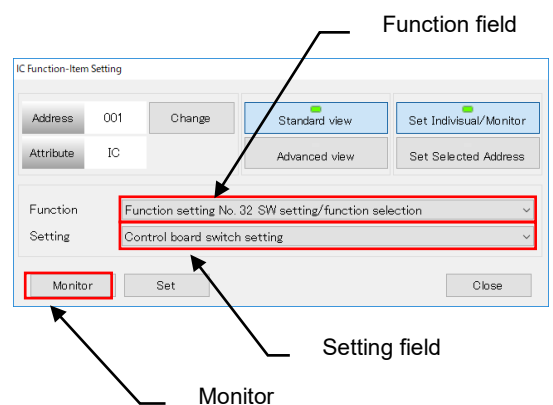 Function field
IC Function-Item Setting
Address 001 Change Standard view Set Indivisual/Monitor
Attribute IC Advanced view Set Selected Address
Function Function setting No. 32 SW setting/function selection
Setting Control board switch setting
Monitor Set Close
Setting field
Monitor